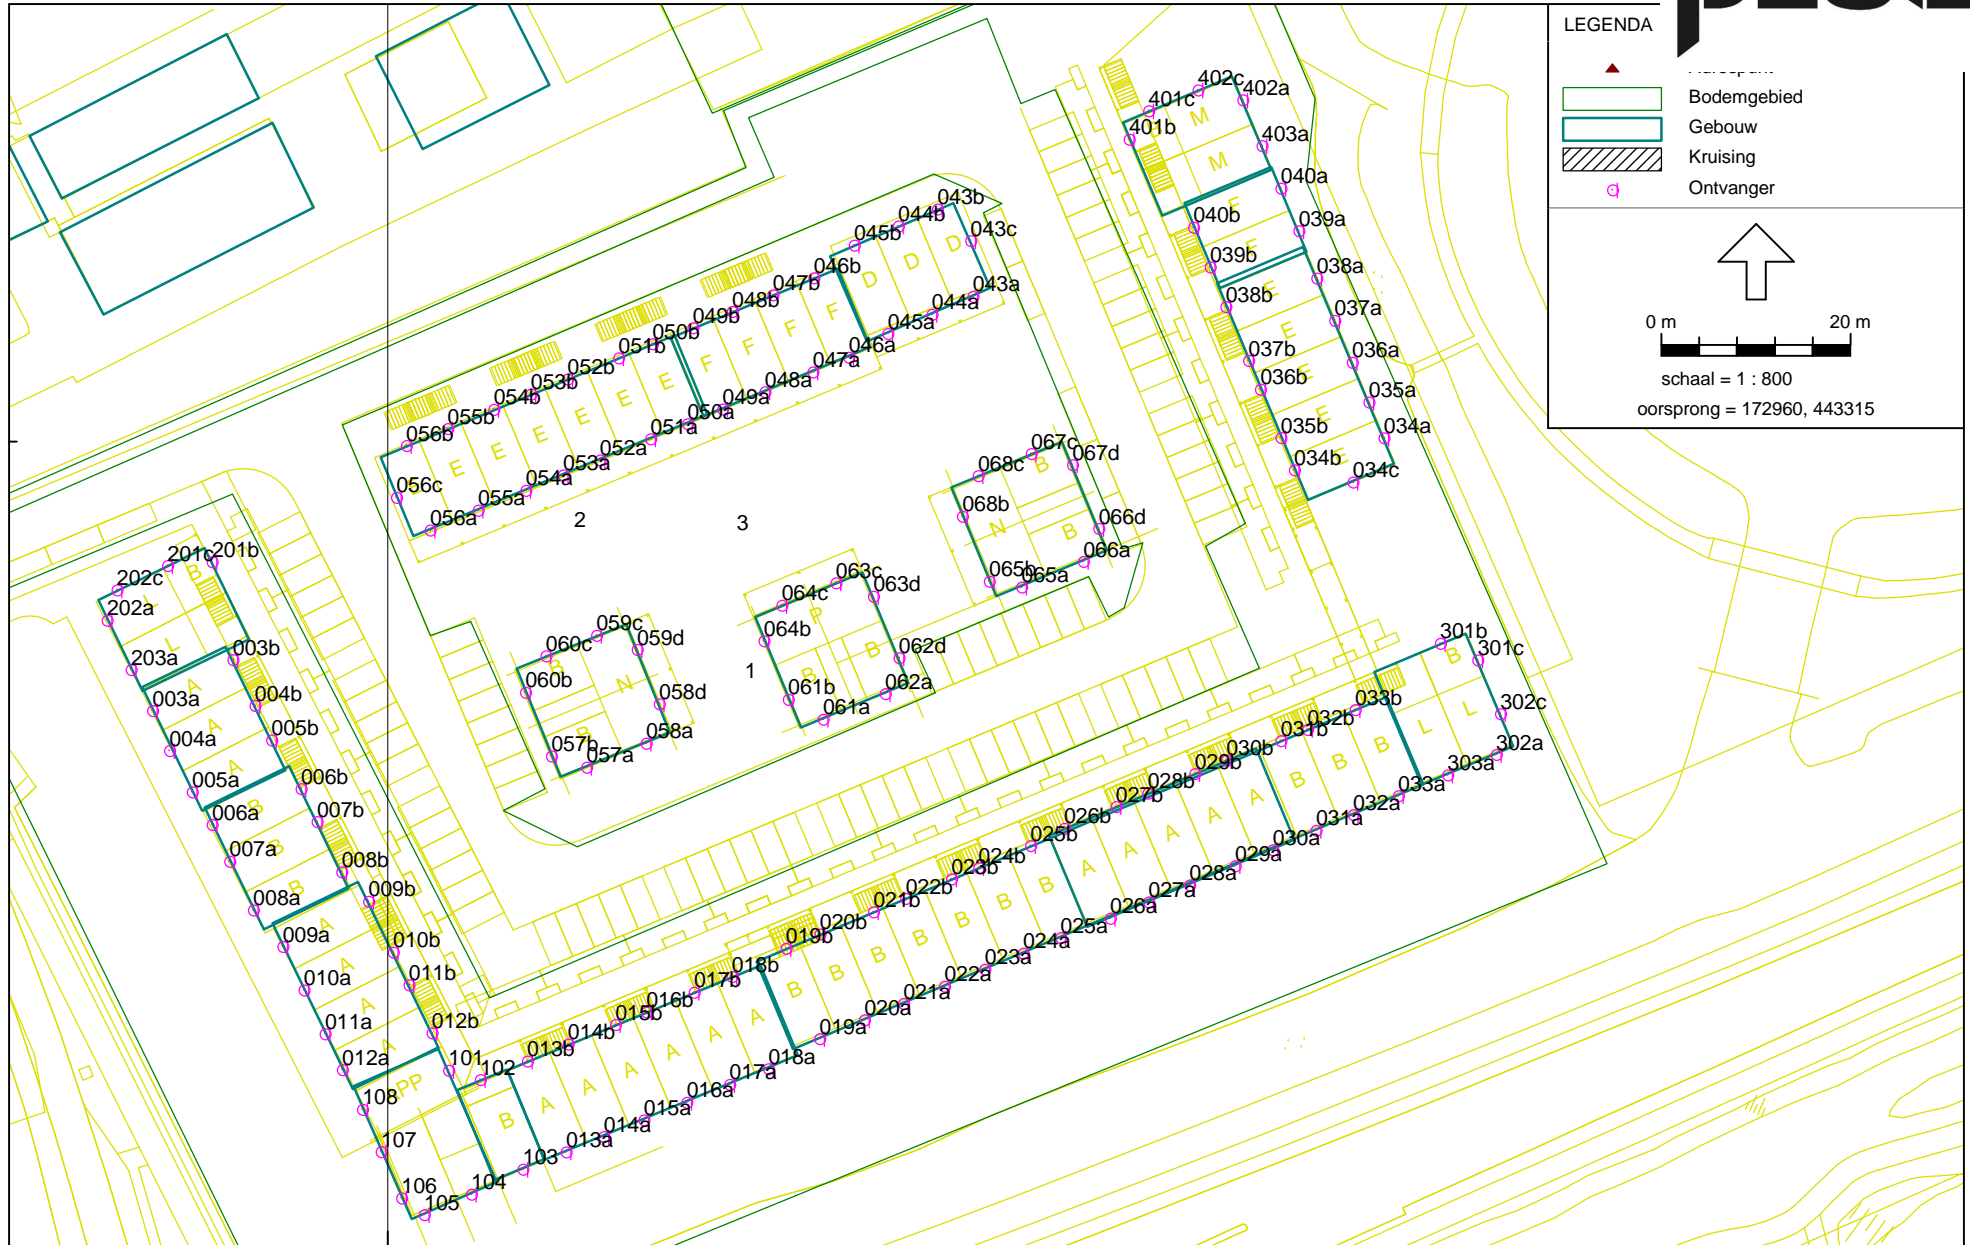 LEGENDA
Bodemgebied
Gebouw
Kruising
Ontvanger
0 m 20 m
schaal = 1 : 800
oorsprong = 172960, 443315
402c
401c 402a
401b M
403a
M
040a
040b F
039a
039b F
038a
038b E
037a
E
037b 036a
036b E
035a
E
035b 034a
034b E
034c
043b
044b
045b D 043c
046b D
047b D
048b F 043a
049b F 044a
050b F 045a
051b F 046a
052b E 047a
053b E 048a
054b E 049a
055b E 050a
056b E 051a
E 052a
E 053a
056c 054a
055a
056a
2 3
067c
068c B 067d
068b N
B 066d
066a
065b 065a
063c
064c P 063d
064b
B 062d
B
061b 062a
061a
1
059c
060c 059d
B
060b N
058d
B
057b 058a
057a
201c 201b
202c B
L
202a
L
203a 003b
A
003a 004b
A
004a 005b
A
005a 006b
B
006a 007b
B
007a 008b
B
008a 009b
A
009a 010b
A
010a 011b
A
011a 012b
A
012a 101
APP 102
108
107
106 105 104 103
301b
B 301c
L 302c
L 302a
303a
033b 033a
032b 032a
031b 031a
030b 030a
029b 029a
028b 028a
027b 027a
026b 026a
025b 025a
024b 024a
023b 023a
022b 022a
021b 021a
020b 020a
019b 019a
018b 018a
017b 017a
016b 016a
015b 015a
014b 014a
013b 013a
B A A A A A A
B B B B B B B
A A A A A
B B B